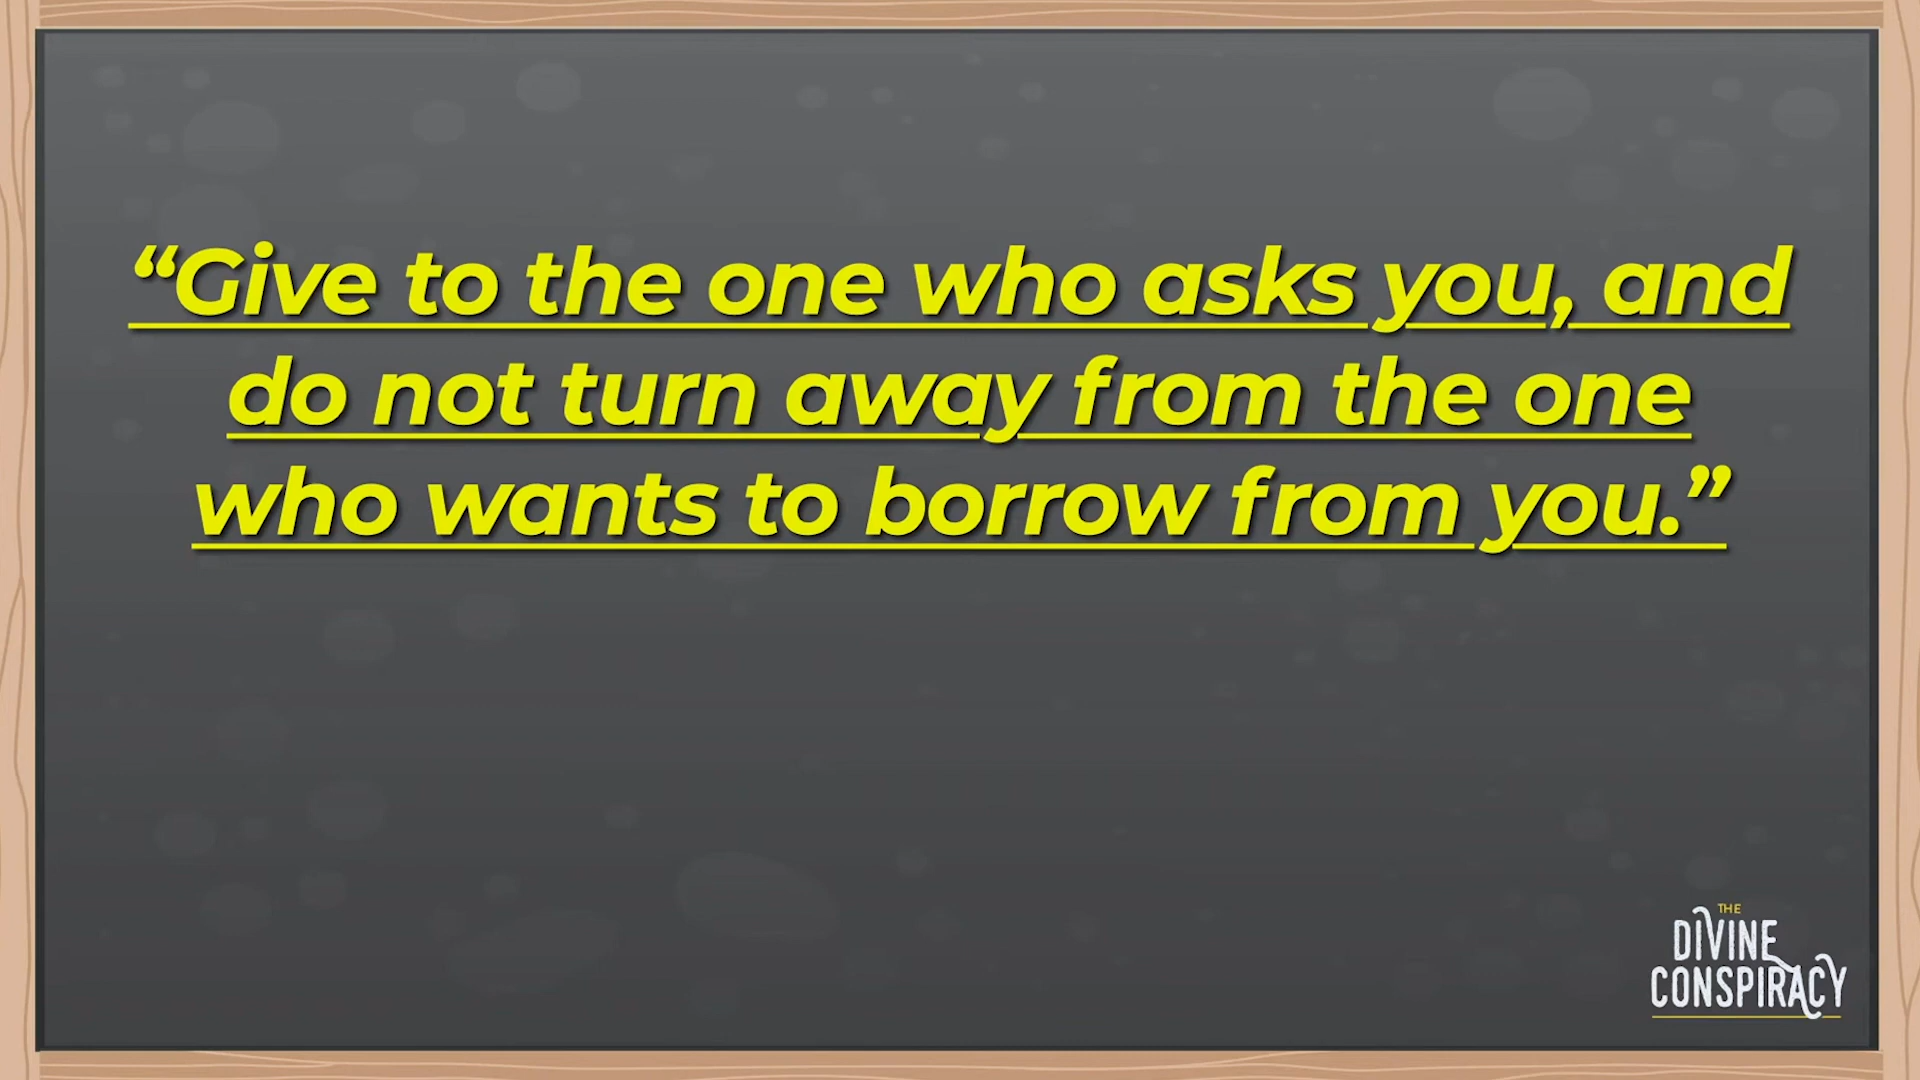 “Give to the one who asks you, and
do not turn away from the one
who wants to borrow from you.”
THE
DIVINE
CONSPIRACY